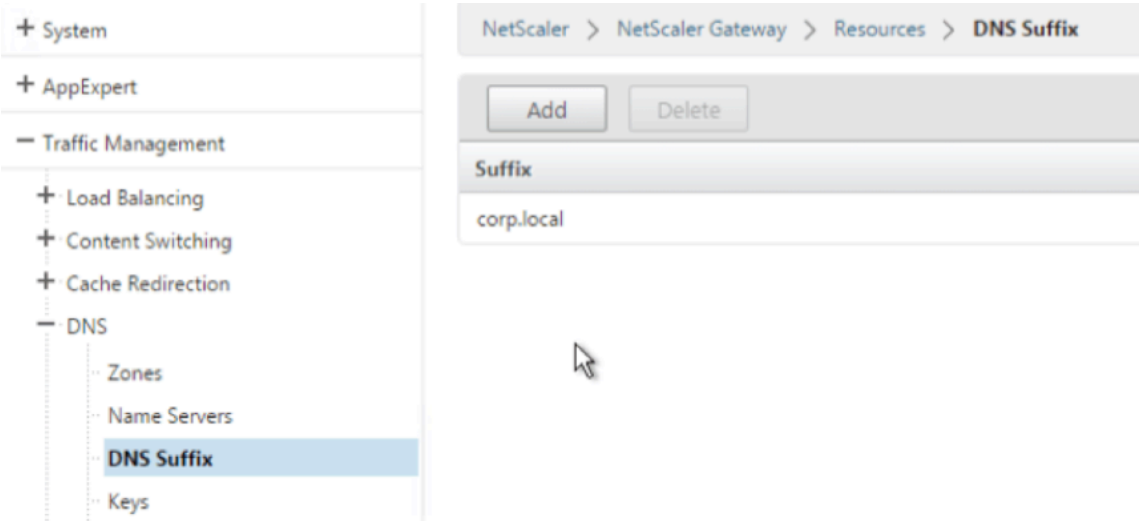 System
AppExpert
Traffic Management
Load Balancing
Content Switching
Cache Redirection
DNS
Zones
Name Servers
DNS Suffix
Keys
NetScaler > NetScaler Gateway > Resources > DNS Suffix
Add Delete
Suffix
corp.local